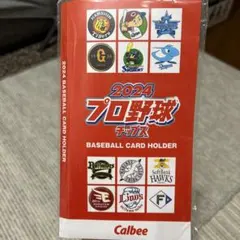 2024 BASEBALL CARD HOLDER
2024
プロ野球
チップス
BASEBALL CARD HOLDER
SoftBank
HAWKS
Lions
F
Calbee